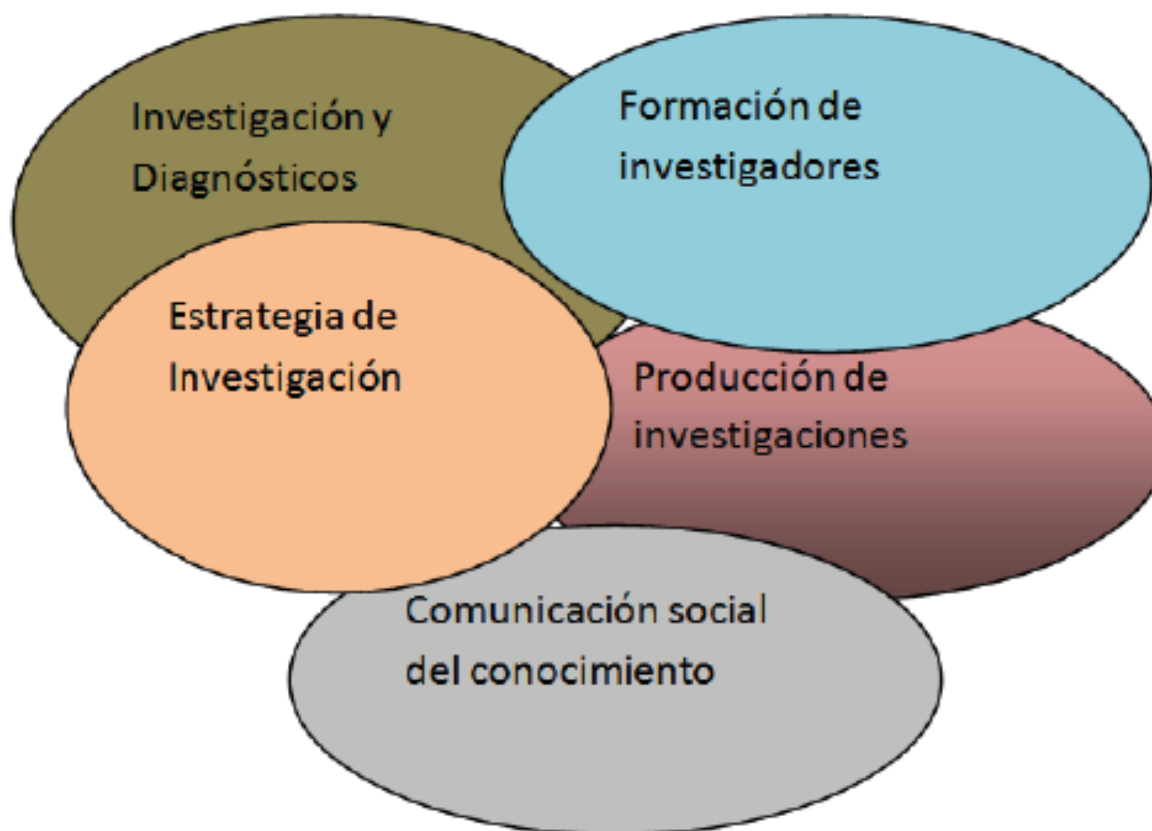 Investigación y
Diagnósticos
Formación de
investigadores
Estrategia de
Investigación
Producción de
investigaciones
Comunicación social
del conocimiento